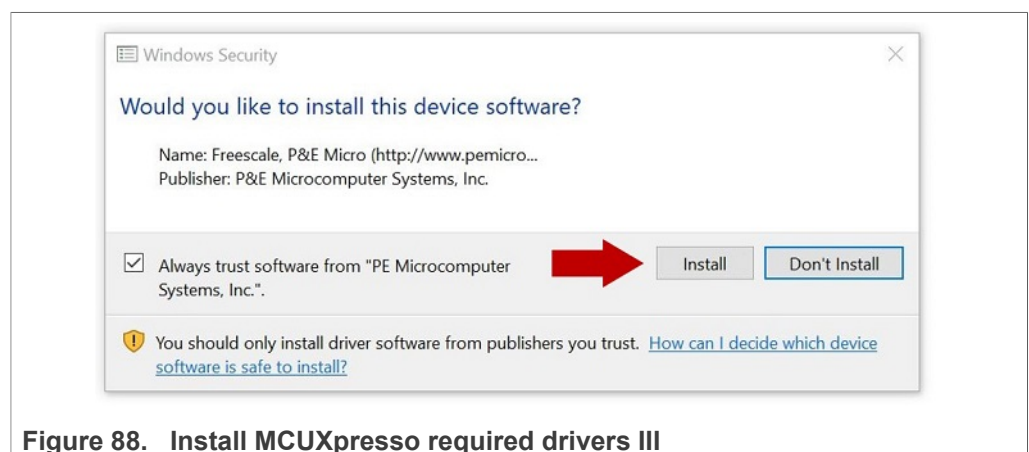 Windows Security
Would you like to install this device software?
Name: Freescale, P&E Micro (http://www.pemicro...
Publisher: P&E Microcomputer Systems, Inc.
Always trust software from "PE Microcomputer
Systems, Inc.".
Install
Don't Install
You should only install driver software from publishers you trust. How can I decide which device
software is safe to install?
Figure 88. Install MCUXpresso required drivers III